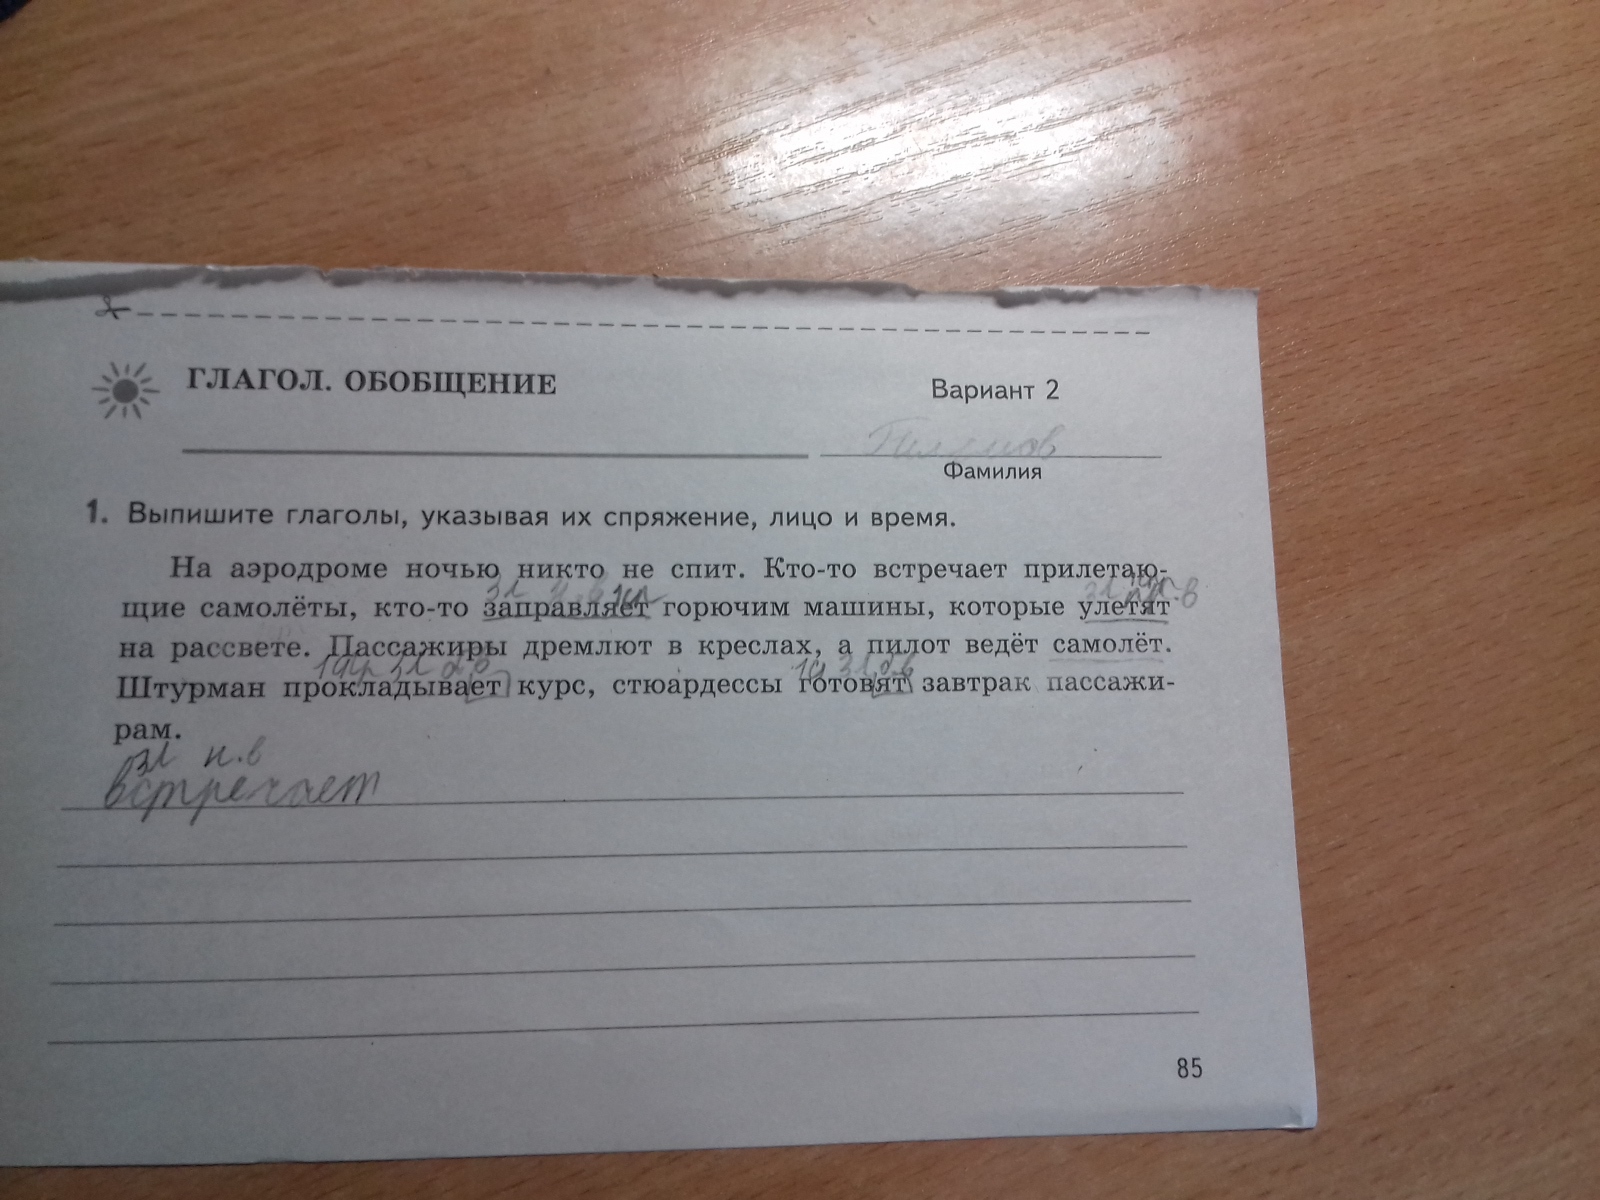 ГЛАГОЛ. ОБОБЩЕНИЕ
Вариант 2
Фамилия
1. Выпишите глаголы, указывая их спряжение, лицо и время.
На аэродроме ночью никто не спит. Кто-то встречает прилетаю-
3л н.в
щие самолёты, кто-то заправляет горючим машины, которые улетят
на рассвете. Пассажиры дремлют в креслах, а пилот ведёт самолёт.
Штурман прокладывает курс, стюардессы готовят завтрак пассажи-
рам.
3л н.в
встречает
85